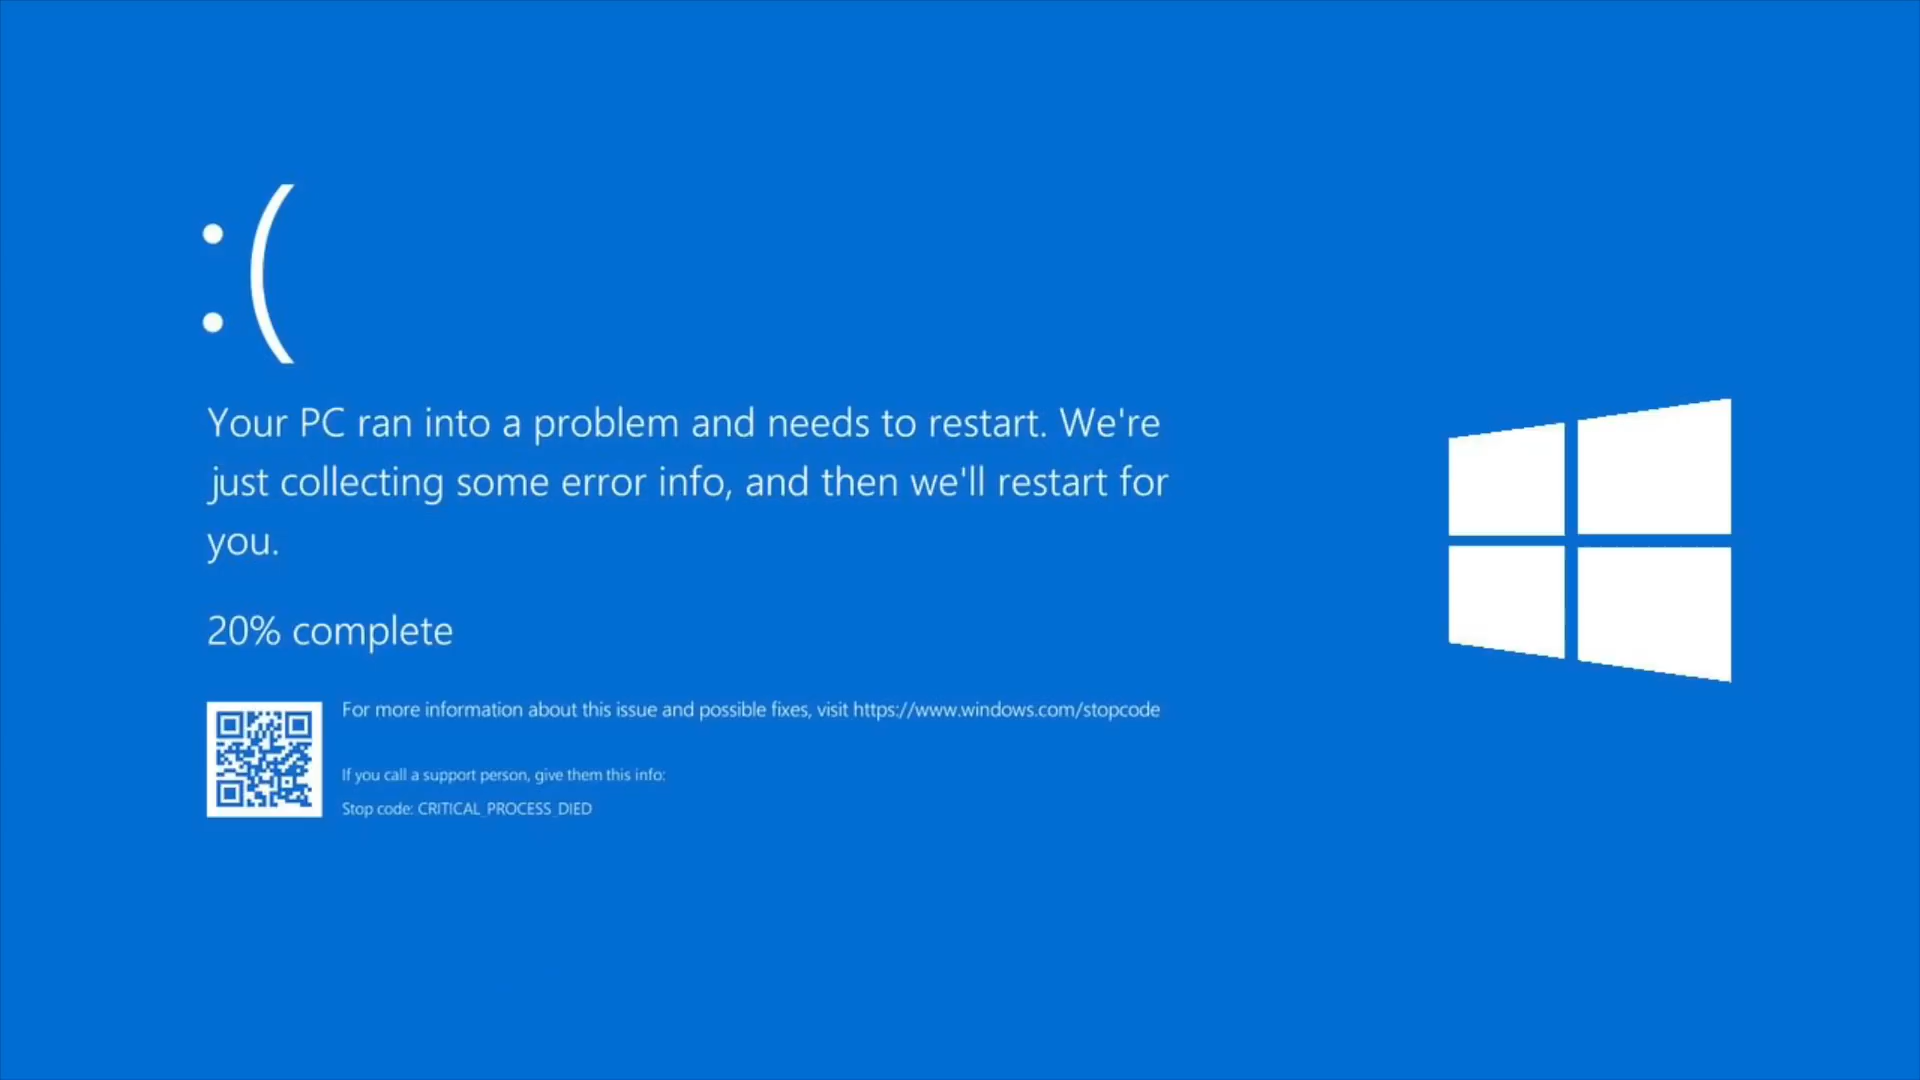 :(
Your PC ran into a problem and needs to restart. We're
just collecting some error info, and then we'll restart for
you.
20% complete
For more information about this issue and possible fixes, visit https://www.windows.com/stopcode
If you call a support person, give them this info:
Stop code: CRITICAL_PROCESS_DIED